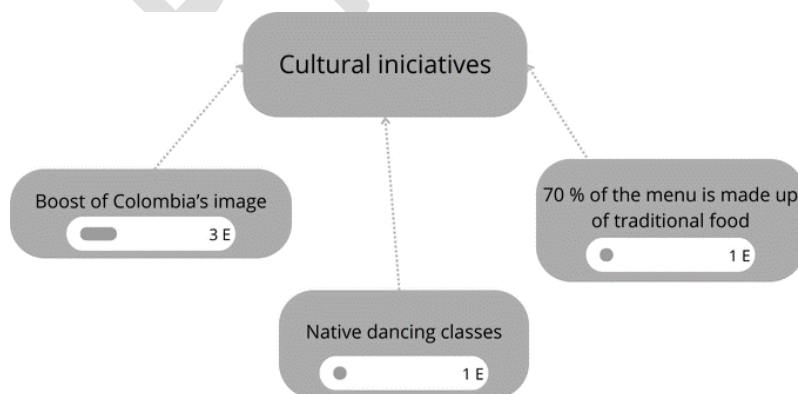 Cultural iniciatives
Boost of Colombia's image
3 E
70 % of the menu is made up
of traditional food
1 E
Native dancing classes
1 E